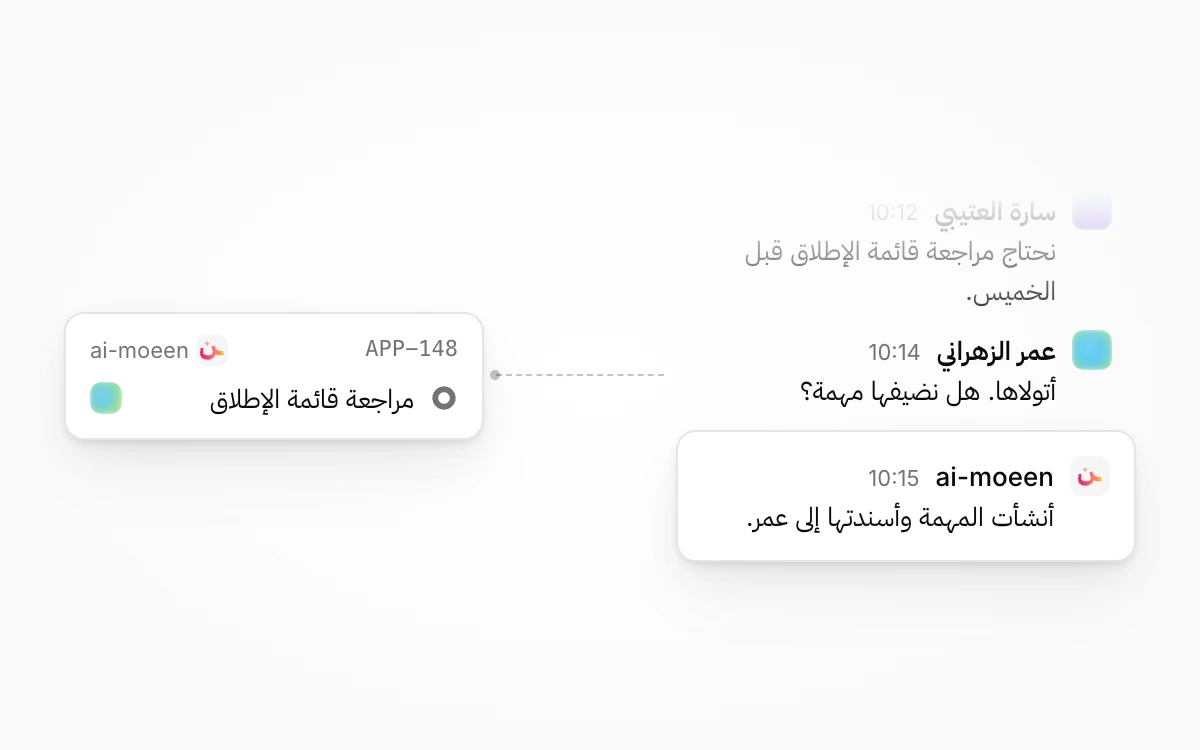 سارة العتيبي 10:12
نحتاج مراجعة قائمة الإطلاق قبل
الخميس.
عمر الزهراني 10:14
أتولاها. هل نضيفها مهمة؟
ai-moeen 10:15
أنشأت المهمة وأسندتها إلى عمر.
APP-148 ai-moeen
مراجعة قائمة الإطلاق